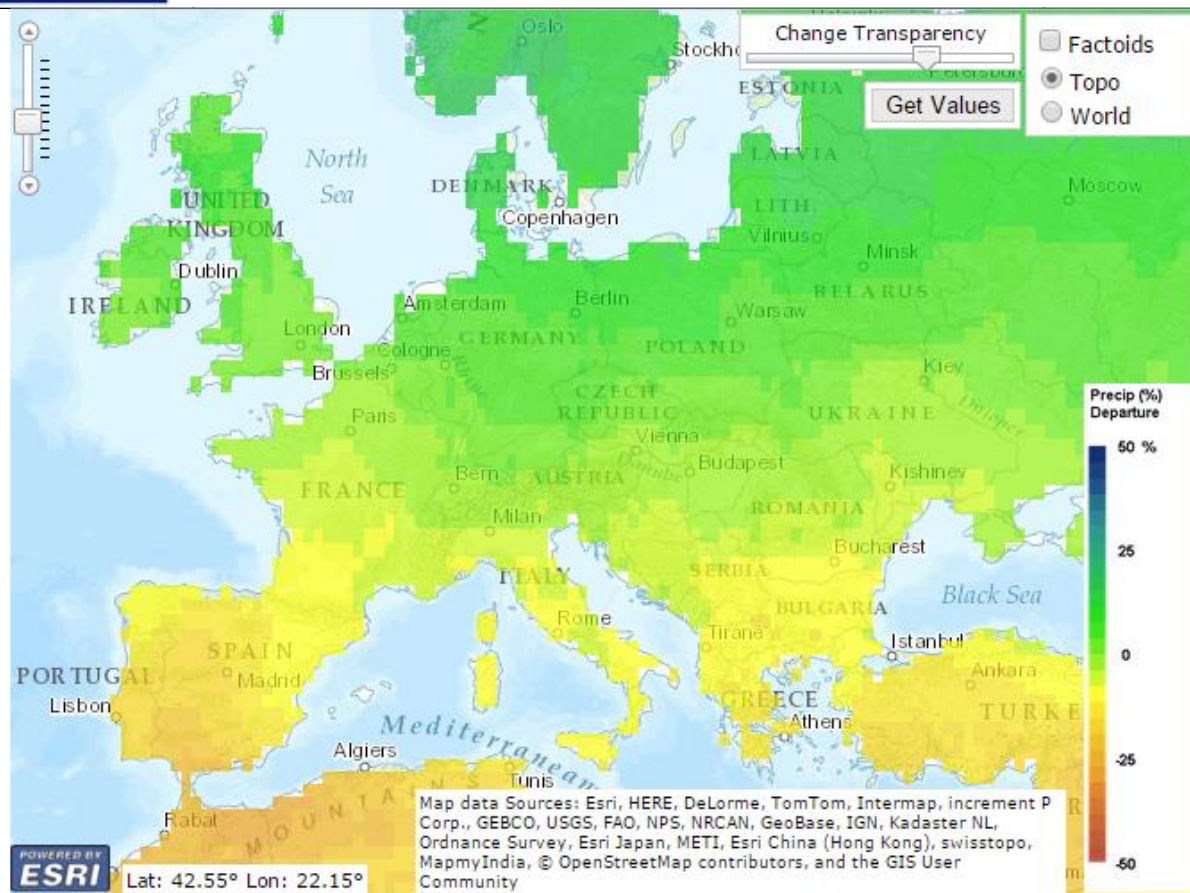 Oslo
Stockho
Change Transparency
Get Values
Factoids
Topo
World
Petersburg
ESTONIA
LATVIA
LITH.
Vilnius
Moscow
Minsk
BELARUS
North
Sea
DENMARK
Copenhagen
UNITED
KINGDOM
Dublin
IRELAND
London
Amsterdam
Berlin
GERMANY
Cologne
Brussels
Warsaw
POLAND
Kiev
CZECH
REPUBLIC
UKRAINE
Dnieper
Paris
Vienna
Danube
Budapest
Kishinev
Bern
AUSTRIA
FRANCE
Milan
ROMANIA
Bucharest
ITALY
SERBIA
BULGARIA
Black Sea
Rome
Tiranë
Istanbul
SPAIN
Madrid
PORTUGAL
Lisbon
GREECE
Athens
Ankara
TURKE
Mediterranean
Algiers
Tunis
Rabat
MOUNTAINS
Precip (%)
Departure
50 %
25
0
-25
-50
Map data Sources: Esri, HERE, DeLorme, TomTom, Intermap, increment P
Corp., GEBCO, USGS, FAO, NPS, NRCAN, GeoBase, IGN, Kadaster NL,
Ordnance Survey, Esri Japan, METI, Esri China (Hong Kong), swisstopo,
MapmyIndia, © OpenStreetMap contributors, and the GIS User
Community
POWERED BY
ESRI
Lat: 42.55° Lon: 22.15°